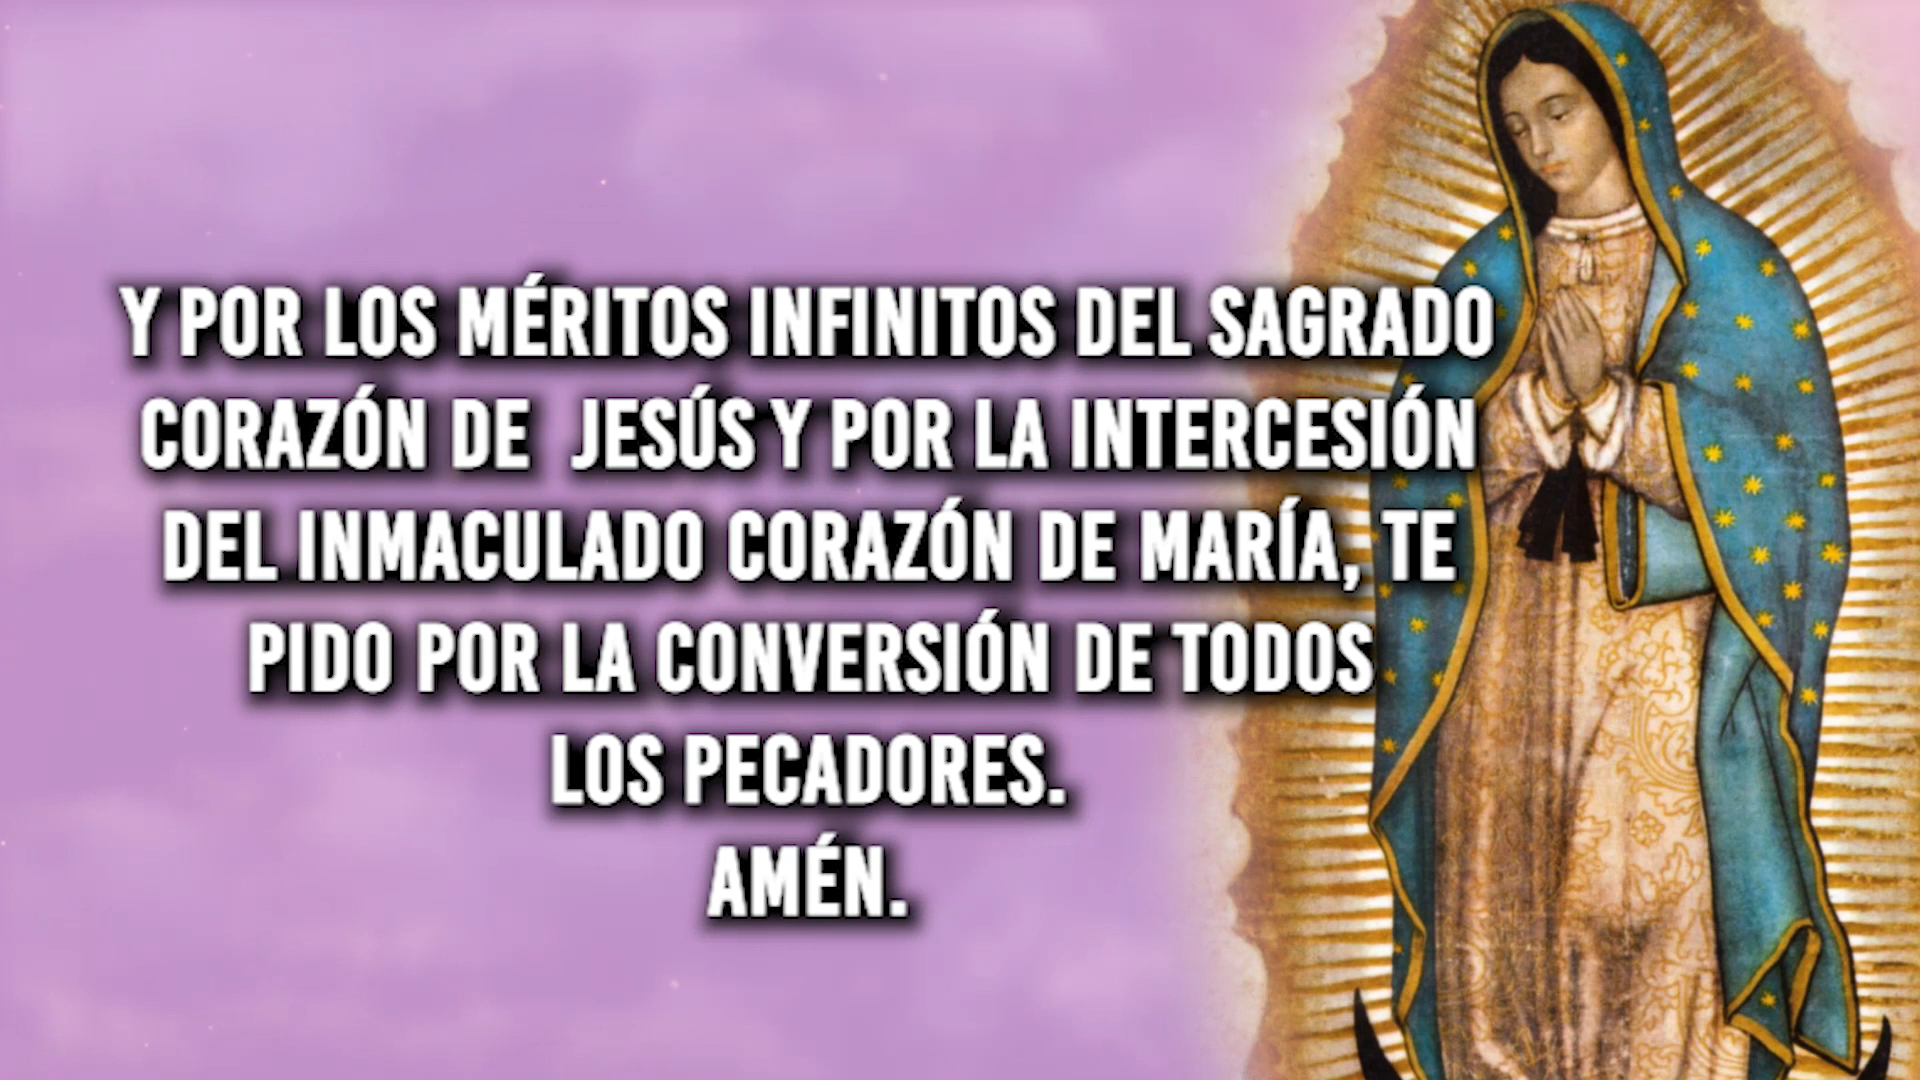 Y POR LOS MÉRITOS INFINITOS DEL SAGRADO
CORAZÓN DE JESÚS Y POR LA INTERCESIÓN
DEL INMACULADO CORAZÓN DE MARÍA, TE
PIDO POR LA CONVERSIÓN DE TODOS
LOS PECADORES.
AMÉN.